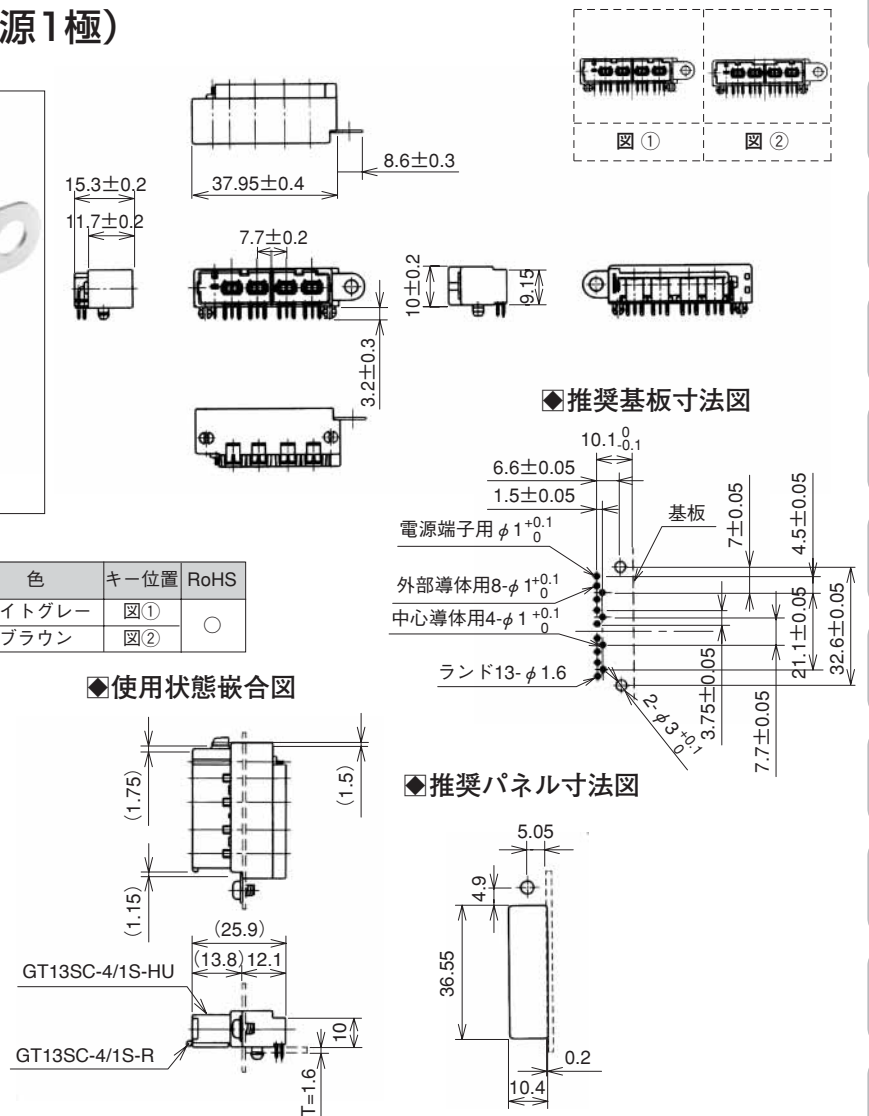 源1極）
図 ①
図 ②
8.6±0.3
37.95±0.4
15.3±0.2
11.7±0.2
7.7±0.2
10±0.2
9.15
3.2±0.3
◆推奨基板寸法図
10.1 0 -0.1
6.6±0.05
1.5±0.05
基板
7±0.05
4.5±0.05
電源端子用φ1+0.1 0
外部導体用8-φ1+0.1 0
中心導体用4-φ1 +0.1 0
ランド13-φ1.6
2-φ3+0.1 0
3.75±0.05
7.7±0.05
21.1±0.05
32.6±0.05
色 キー位置 RoHS
イトグレー 図① ○
ブラウン 図②
◆使用状態嵌合図
(1.75)
(1.5)
(1.15)
(25.9)
(13.8) 12.1
GT13SC-4/1S-HU
GT13SC-4/1S-R
10
T=1.6
◆推奨パネル寸法図
5.05
4.9
36.55
0.2
10.4